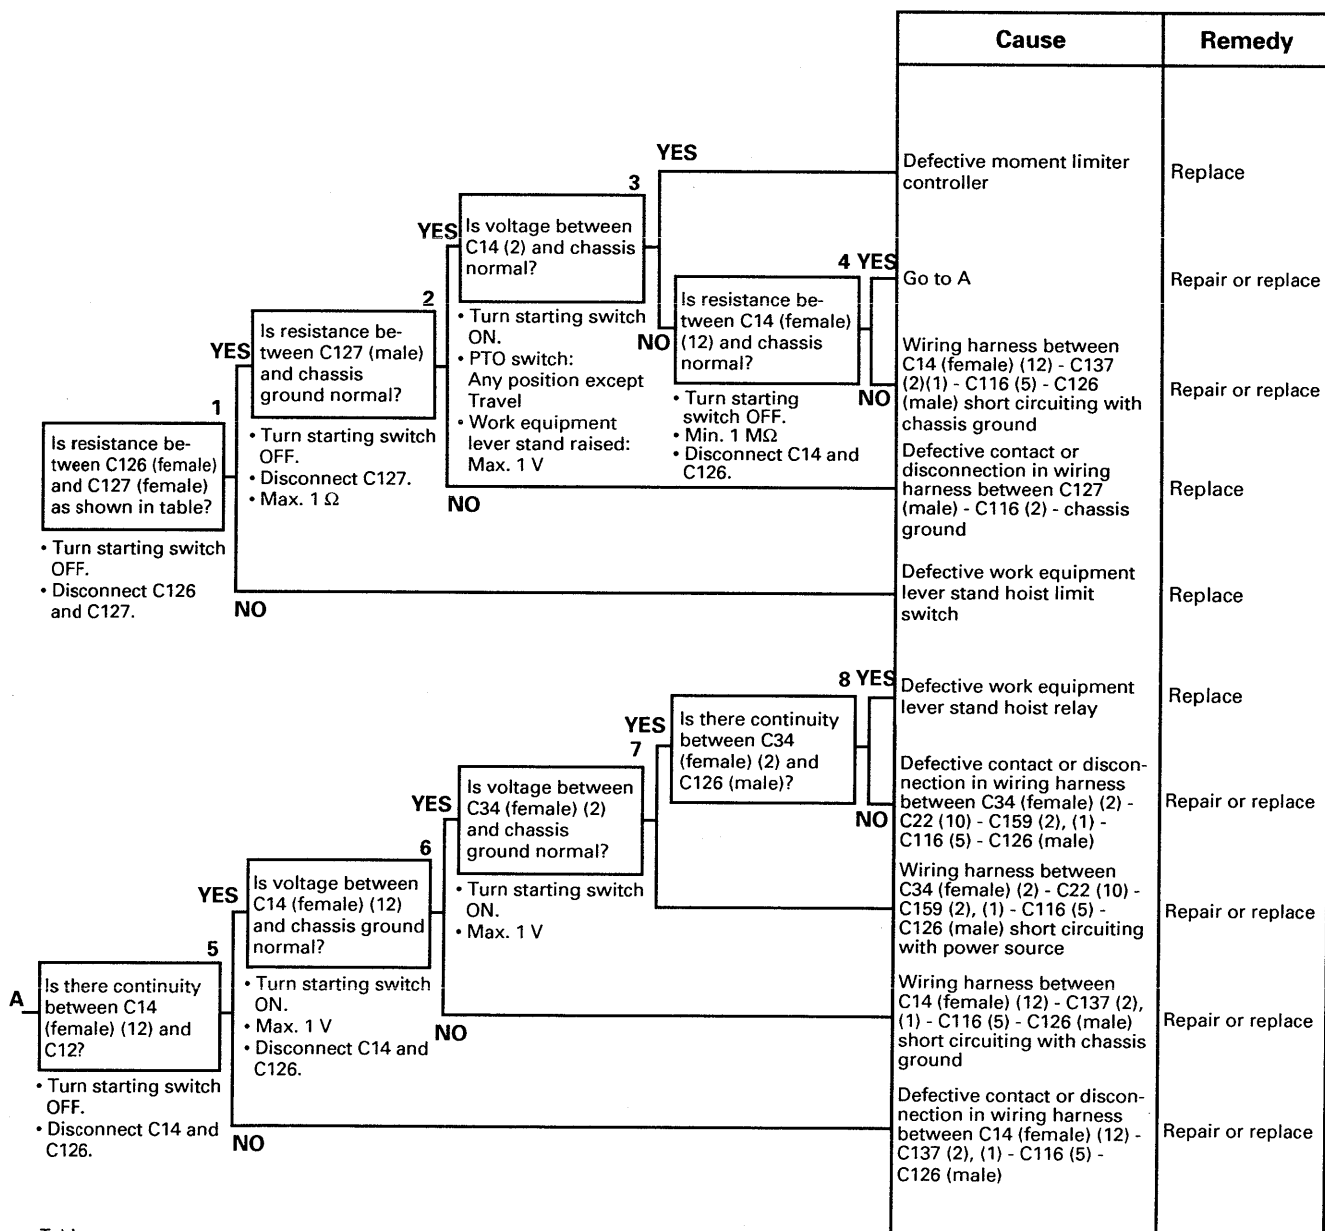 Cause
Remedy
YES
Defective moment limiter
controller
Replace
3
YES
Is voltage between
C14 (2) and chassis
normal?
• Turn starting switch
ON.
• PTO switch:
Any position except
Travel
• Work equipment
lever stand raised:
Max. 1 V
4 YES
Go to A
Repair or replace
NO
Is resistance be-
tween C14 (female)
(12) and chassis
normal?
• Turn starting
switch OFF.
• Min. 1 MΩ
• Disconnect C14 and
C126.
NO
Wiring harness between
C14 (female) (12) - C137
(2)(1) - C116 (5) - C126
(male) short circuiting with
chassis ground
Repair or replace
2
YES
Is resistance be-
tween C127 (male)
and chassis
ground normal?
• Turn starting switch
OFF.
• Disconnect C127.
• Max. 1 Ω
NO
Defective contact or
disconnection in wiring
harness between C127
(male) - C116 (2) - chassis
ground
Replace
1
Is resistance be-
tween C126 (female)
and C127 (female)
as shown in table?
• Turn starting switch
OFF.
• Disconnect C126
and C127.
NO
Defective work equipment
lever stand hoist limit
switch
Replace
8 YES
Defective work equipment
lever stand hoist relay
Replace
YES
7
Is there continuity
between C34
(female) (2) and
C126 (male)?
NO
Defective contact or discon-
nection in wiring harness
between C34 (female) (2) -
C22 (10) - C159 (2), (1) -
C116 (5) - C126 (male)
Repair or replace
YES
6
Is voltage between
C34 (female) (2)
and chassis
ground normal?
• Turn starting switch
ON.
• Max. 1 V
Wiring harness between
C34 (female) (2) - C22 (10) -
C159 (2), (1) - C116 (5) -
C126 (male) short circuiting
with power source
Repair or replace
YES
5
Is voltage between
C14 (female) (12)
and chassis ground
normal?
• Turn starting switch
ON.
• Max. 1 V
• Disconnect C14 and
C126.
NO
Wiring harness between
C14 (female) (12) - C137 (2),
(1) - C116 (5) - C126 (male)
short circuiting with chassis
ground
Repair or replace
A
Is there continuity
between C14
(female) (12) and
C12?
• Turn starting switch
OFF.
• Disconnect C14 and
C126.
NO
Defective contact or discon-
nection in wiring harness
between C14 (female) (12) -
C137 (2), (1) - C116 (5) -
C126 (male)
Repair or replace